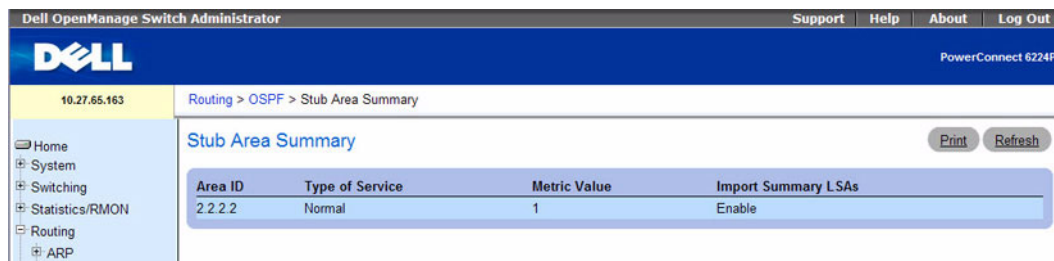 Dell OpenManage Switch Administrator Support Help About Log Out
DELL
PowerConnect 6224P
10.27.65.163 Routing > OSPF > Stub Area Summary
Home
System
Switching
Statistics/RMON
Routing
ARP
Stub Area Summary Print Refresh
Area ID Type of Service Metric Value Import Summary LSAs
2.2.2.2 Normal 1 Enable